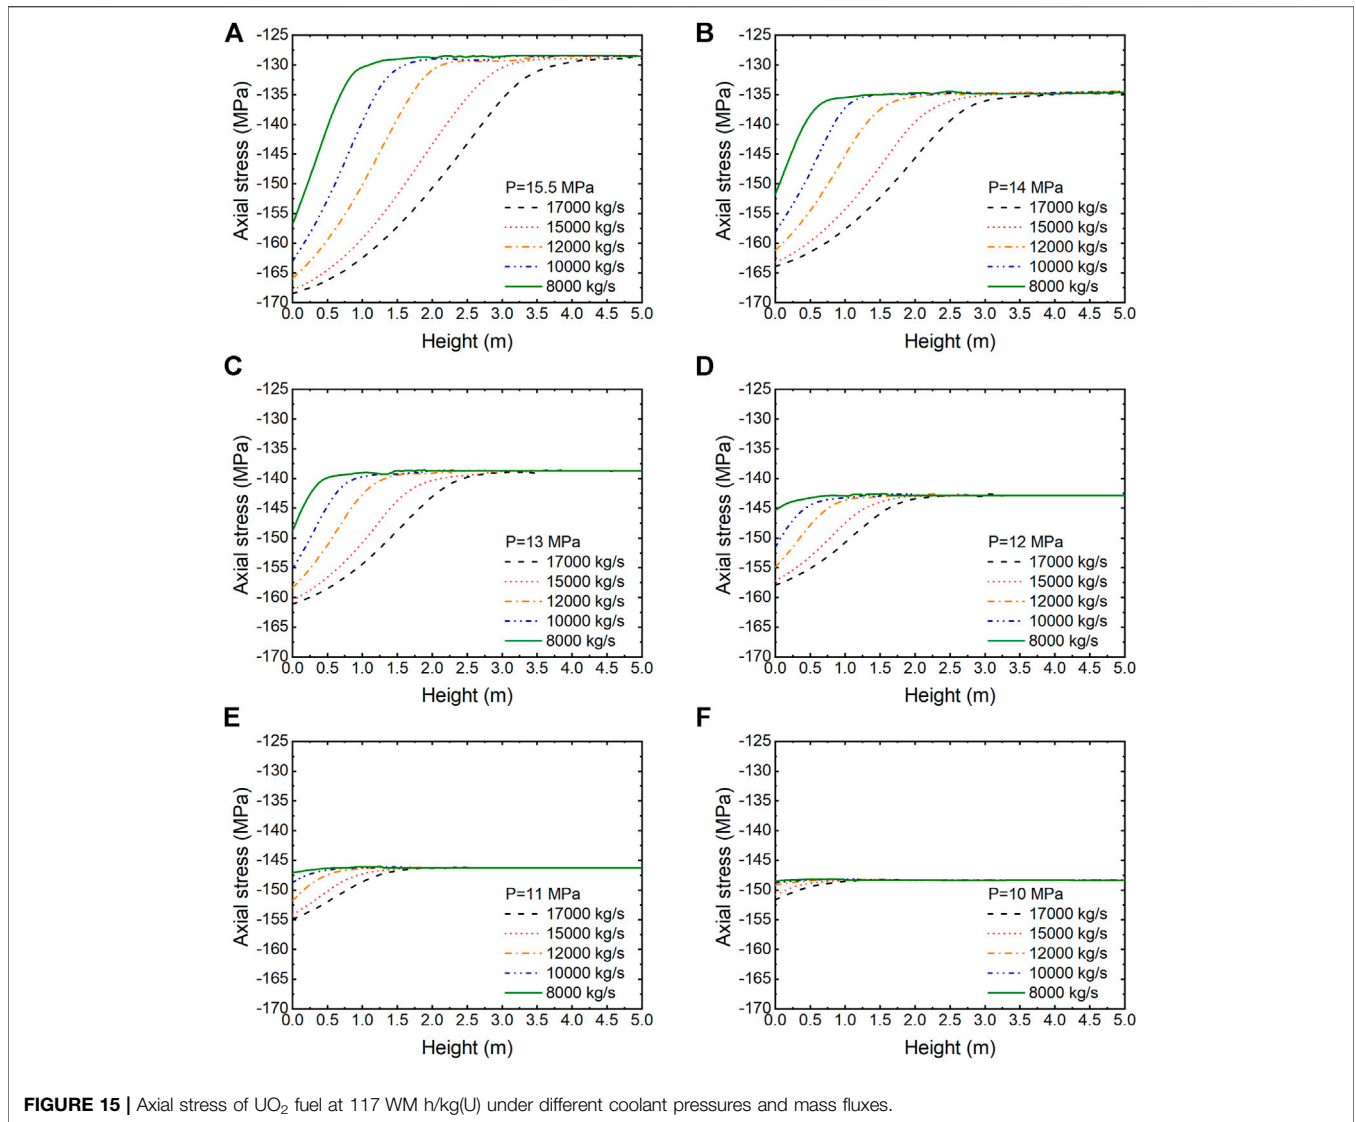 A
-125
-130
-135
-140
-145
-150
-155
-160
-165
-170
Axial stress (MPa)
P=15.5 MPa
17000 kg/s
15000 kg/s
12000 kg/s
10000 kg/s
8000 kg/s
0.0 0.5 1.0 1.5 2.0 2.5 3.0 3.5 4.0 4.5 5.0
Height (m)
B
-125
-130
-135
-140
-145
-150
-155
-160
-165
-170
Axial stress (MPa)
P=14 MPa
17000 kg/s
15000 kg/s
12000 kg/s
10000 kg/s
8000 kg/s
0.0 0.5 1.0 1.5 2.0 2.5 3.0 3.5 4.0 4.5 5.0
Height (m)
C
-125
-130
-135
-140
-145
-150
-155
-160
-165
-170
Axial stress (MPa)
P=13 MPa
17000 kg/s
15000 kg/s
12000 kg/s
10000 kg/s
8000 kg/s
0.0 0.5 1.0 1.5 2.0 2.5 3.0 3.5 4.0 4.5 5.0
Height (m)
D
-125
-130
-135
-140
-145
-150
-155
-160
-165
-170
Axial stress (MPa)
P=12 MPa
17000 kg/s
15000 kg/s
12000 kg/s
10000 kg/s
8000 kg/s
0.0 0.5 1.0 1.5 2.0 2.5 3.0 3.5 4.0 4.5 5.0
Height (m)
E
-125
-130
-135
-140
-145
-150
-155
-160
-165
-170
Axial stress (MPa)
P=11 MPa
17000 kg/s
15000 kg/s
12000 kg/s
10000 kg/s
8000 kg/s
0.0 0.5 1.0 1.5 2.0 2.5 3.0 3.5 4.0 4.5 5.0
Height (m)
F
-125
-130
-135
-140
-145
-150
-155
-160
-165
-170
Axial stress (MPa)
P=10 MPa
17000 kg/s
15000 kg/s
12000 kg/s
10000 kg/s
8000 kg/s
0.0 0.5 1.0 1.5 2.0 2.5 3.0 3.5 4.0 4.5 5.0
Height (m)
FIGURE 15 | Axial stress of UO₂ fuel at 117 WM h/kg(U) under different coolant pressures and mass fluxes.